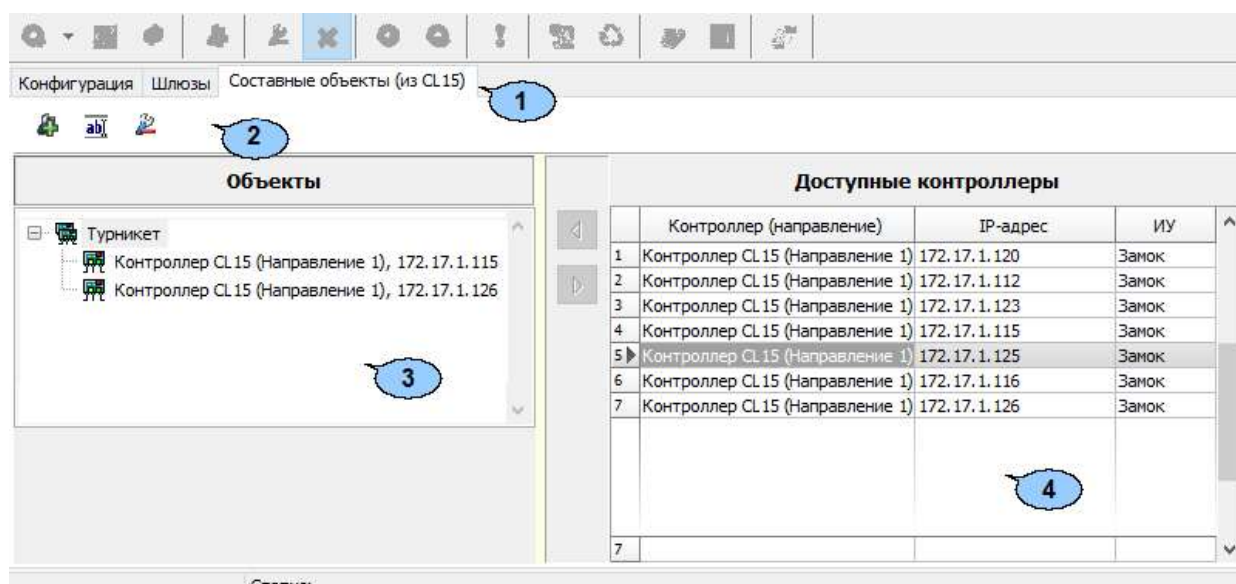 Конфигурация Шлюзы Составные объекты (из CL15)
1
abI
2
Объекты
Доступные контроллеры
Турникет
Контроллер CL15 (Направление 1), 172.17.1.115
Контроллер CL15 (Направление 1), 172.17.1.126
3
Контроллер (направление) IP-адрес ИУ
1 Контроллер CL15 (Направление 1) 172.17.1.120 Замок
2 Контроллер CL15 (Направление 1) 172.17.1.112 Замок
3 Контроллер CL15 (Направление 1) 172.17.1.123 Замок
4 Контроллер CL15 (Направление 1) 172.17.1.115 Замок
5 Контроллер CL15 (Направление 1) 172.17.1.125 Замок
6 Контроллер CL15 (Направление 1) 172.17.1.116 Замок
7 Контроллер CL15 (Направление 1) 172.17.1.126 Замок
4
7